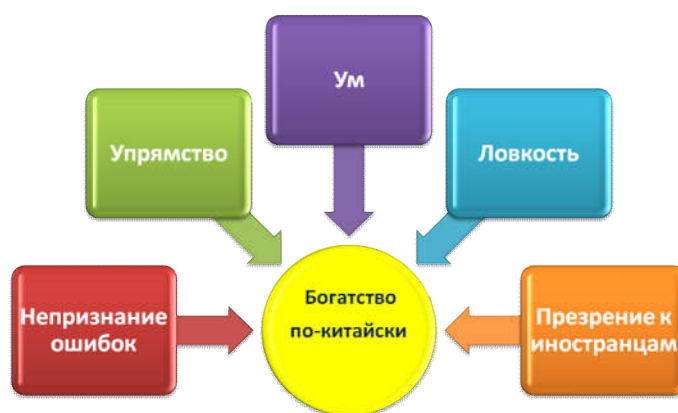 Ум
Упрямство
Ловкость
Богатство
по-китайски
Непризнание
ошибок
Презрение к
иностранцам